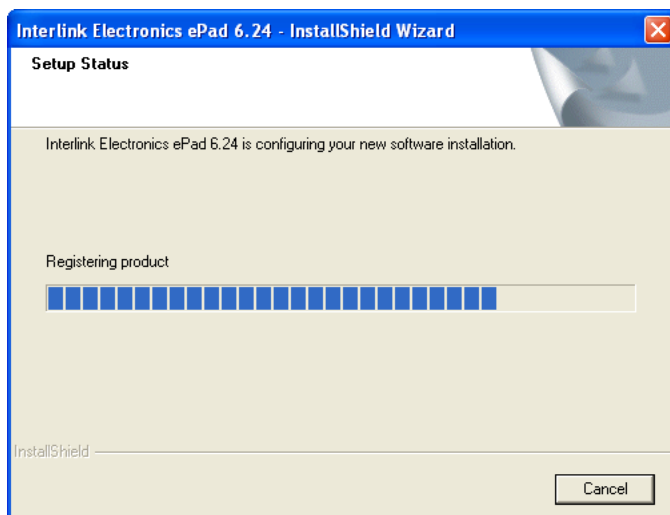 Interlink Electronics ePad 6.24 - InstallShield Wizard
Setup Status
Interlink Electronics ePad 6.24 is configuring your new software installation.
Registering product
InstallShield
Cancel